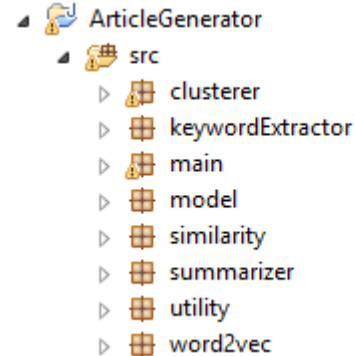 ArticleGenerator
src
clusterer
keywordExtractor
main
model
similarity
summarizer
utility
word2vec